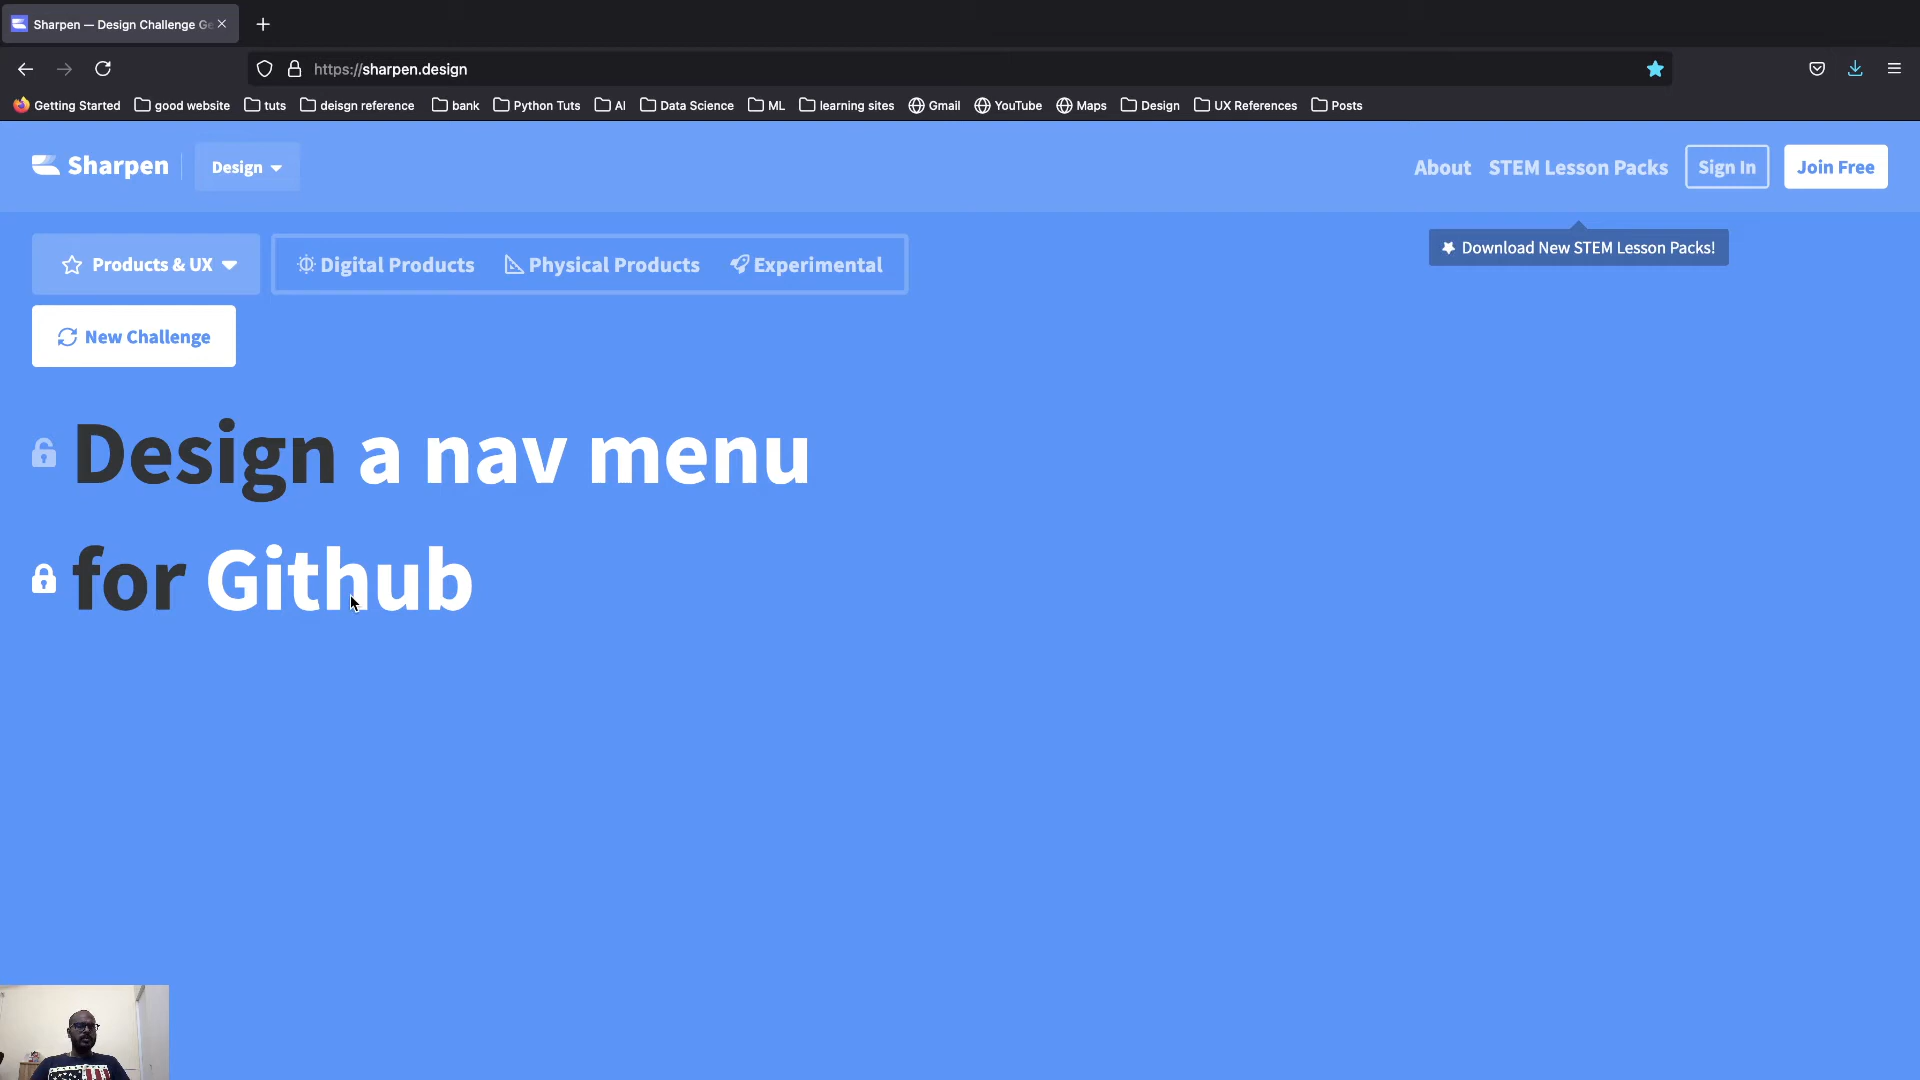 Sharpen — Design Challenge Ge
https://sharpen.design
Getting Started good website tuts deisgn reference bank Python Tuts AI Data Science ML learning sites Gmail YouTube Maps Design UX References Posts
Sharpen Design About STEM Lesson Packs Sign In Join Free
Download New STEM Lesson Packs!
Products & UX Digital Products Physical Products Experimental
New Challenge
Design a nav menu
for Github